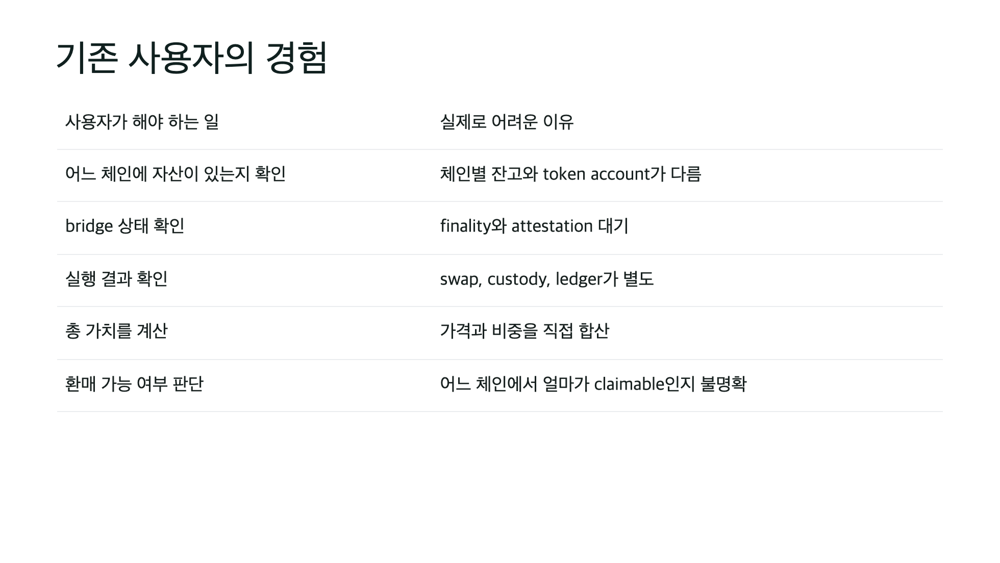 기존 사용자의 경험
사용자가 해야 하는 일 실제로 어려운 이유
어느 체인에 자산이 있는지 확인 체인별 잔고와 token account가 다름
bridge 상태 확인 finality와 attestation 대기
실행 결과 확인 swap, custody, ledger가 별도
총 가치를 계산 가격과 비중을 직접 합산
환매 가능 여부 판단 어느 체인에서 얼마가 claimable인지 불명확